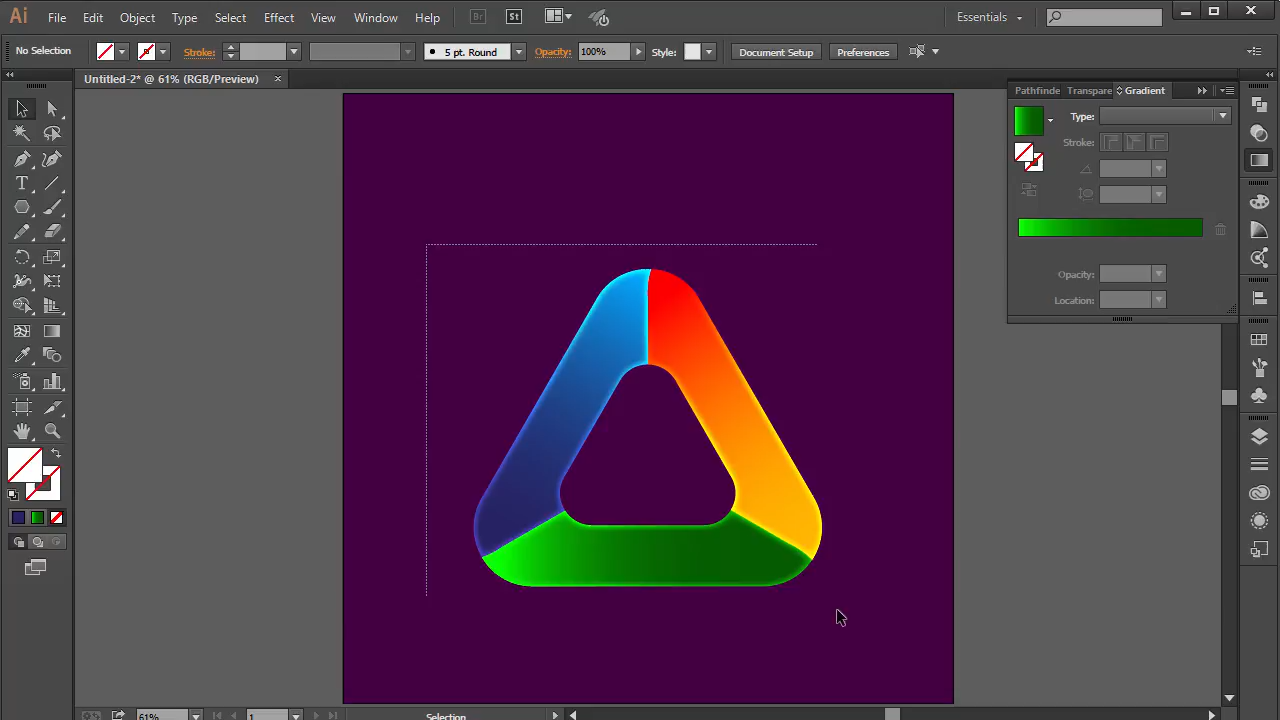 Ai File Edit Object Type Select Effect View Window Help Br St Essentials
No Selection Stroke: 5 pt. Round Opacity: 100% Style: Document Setup Preferences
Untitled-2* @ 61% (RGB/Preview)
Pathfinde Transpare Gradient
Type:
Stroke:
Opacity:
Location:
61% 1 Selection